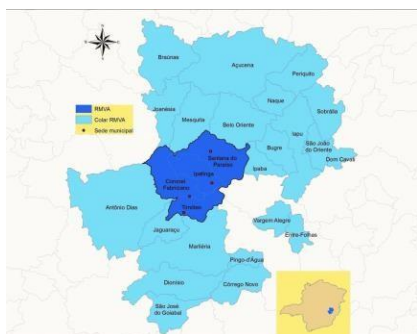 Braúnas
Açucena
Periquito
Naque
Joanésia
Mesquita
Belo Oriente
Sobrália
Iapu
Bugre
São João
do Oriente
Dom Cavati
Ipaba
RMVA
Colar RMVA
Sede municipal
Santana do
Paraíso
Ipatinga
Coronel
Fabriciano
Timóteo
Antônio Dias
Jaguaraçu
Marliéria
Vargem Alegre
Entre-Folhas
Pingo-d'Água
Dionísio
Córrego Novo
São José
do Goiabal